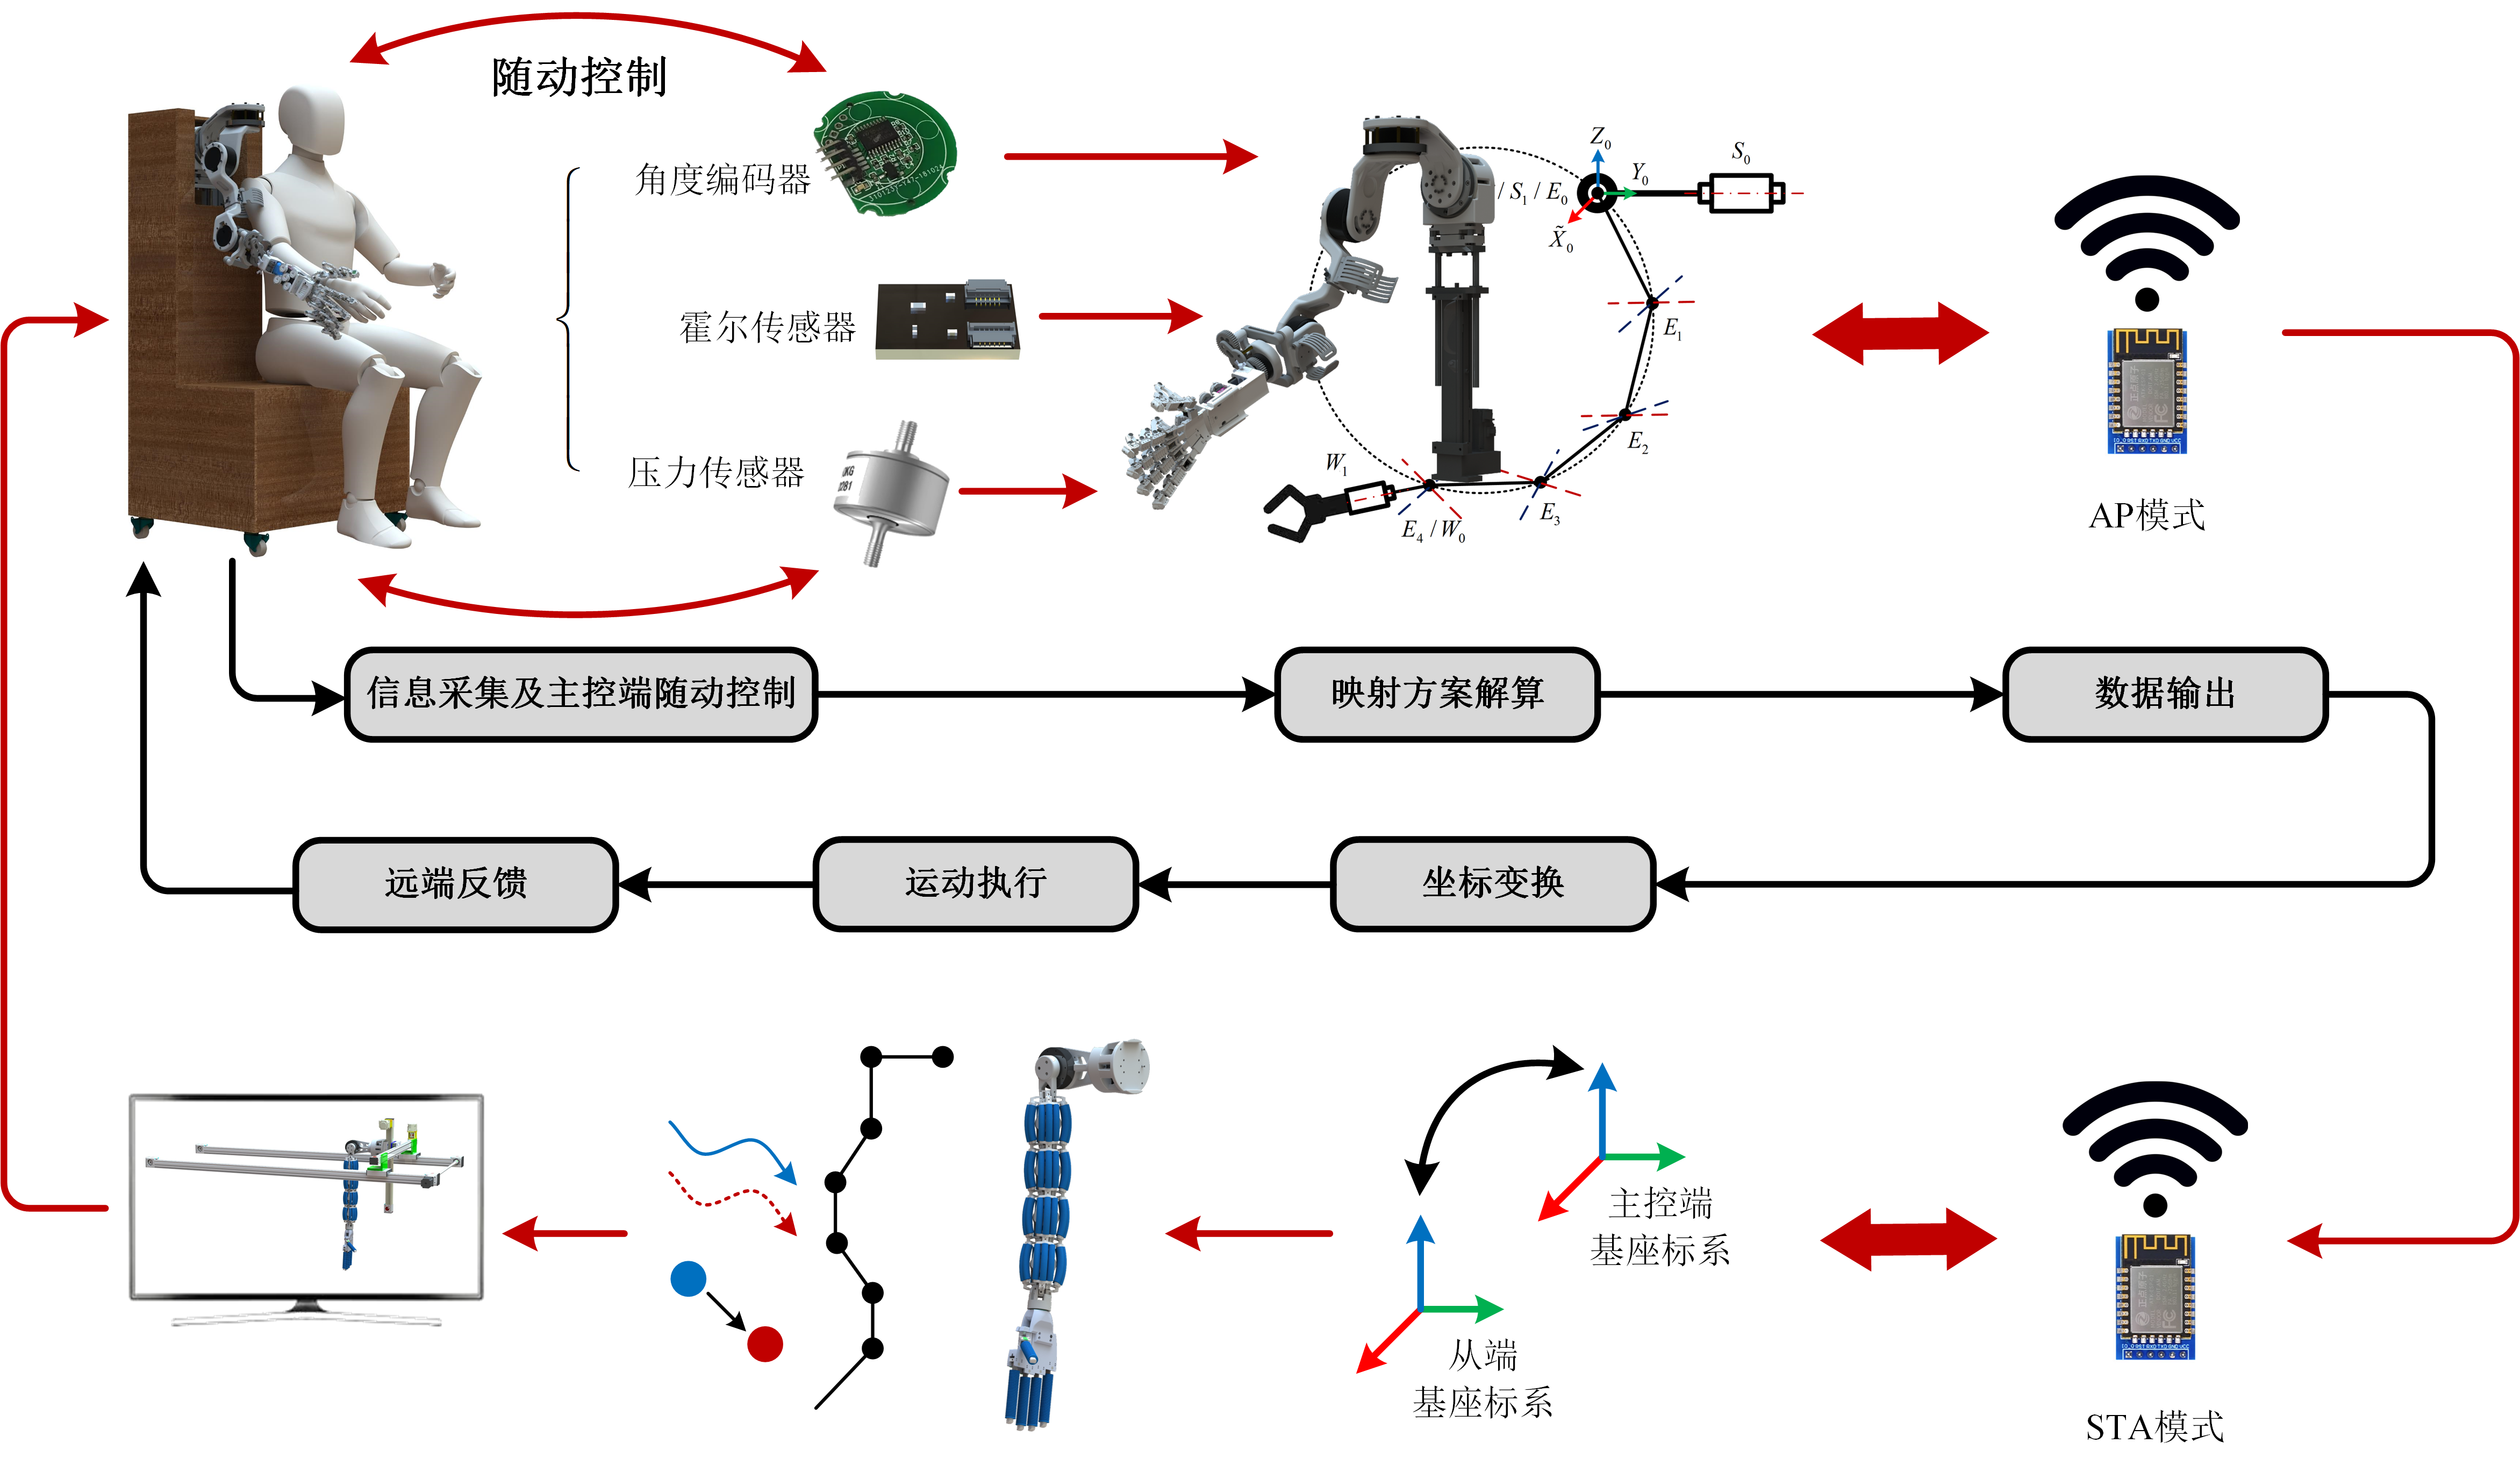 随动控制
角度编码器
霍尔传感器
压力传感器
Z0
Y0
S0
/ S1 / E0
X̃0
E1
E2
E3
E4 / W0
W1
AP模式
信息采集及主控端随动控制
映射方案解算
数据输出
远端反馈
运动执行
坐标变换
主控端
基座标系
从端
基座标系
STA模式